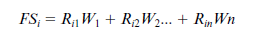 FSᵢ = Rᵢ₁W₁ + Rᵢ₂W₂... + RᵢₙWn